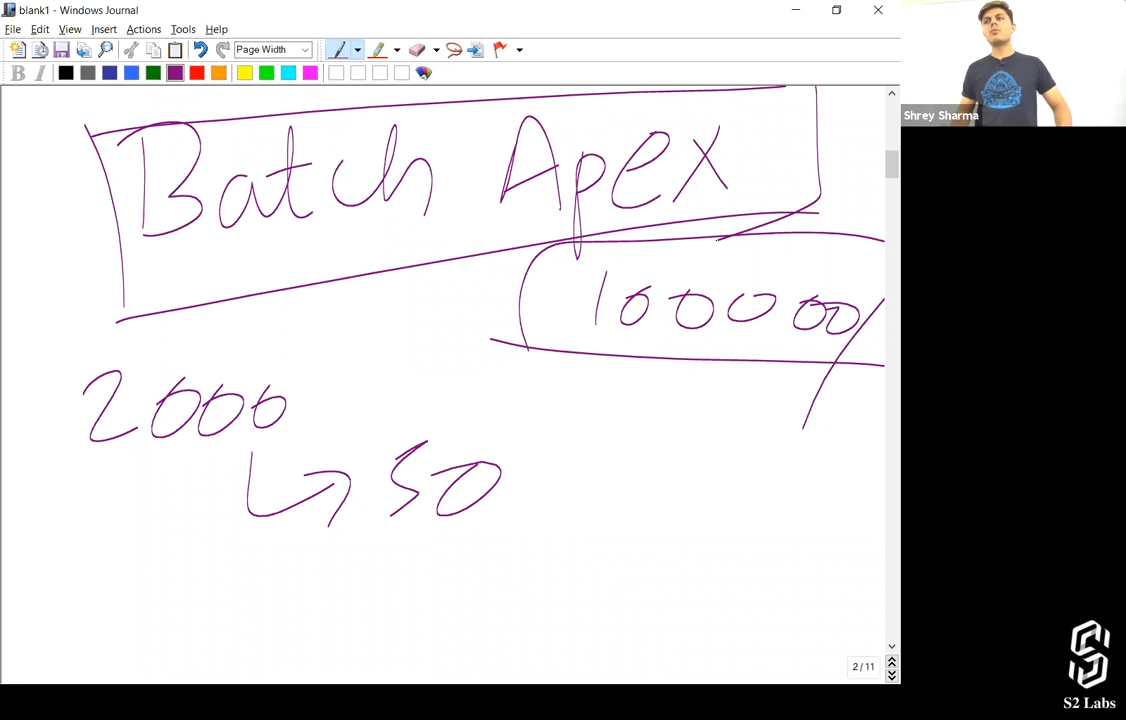 blank1 - Windows Journal
File Edit View Insert Actions Tools Help
Page Width
B I
Shrey Sharma
Batch Apex
100000
2000
50
2 / 11
S2 Labs